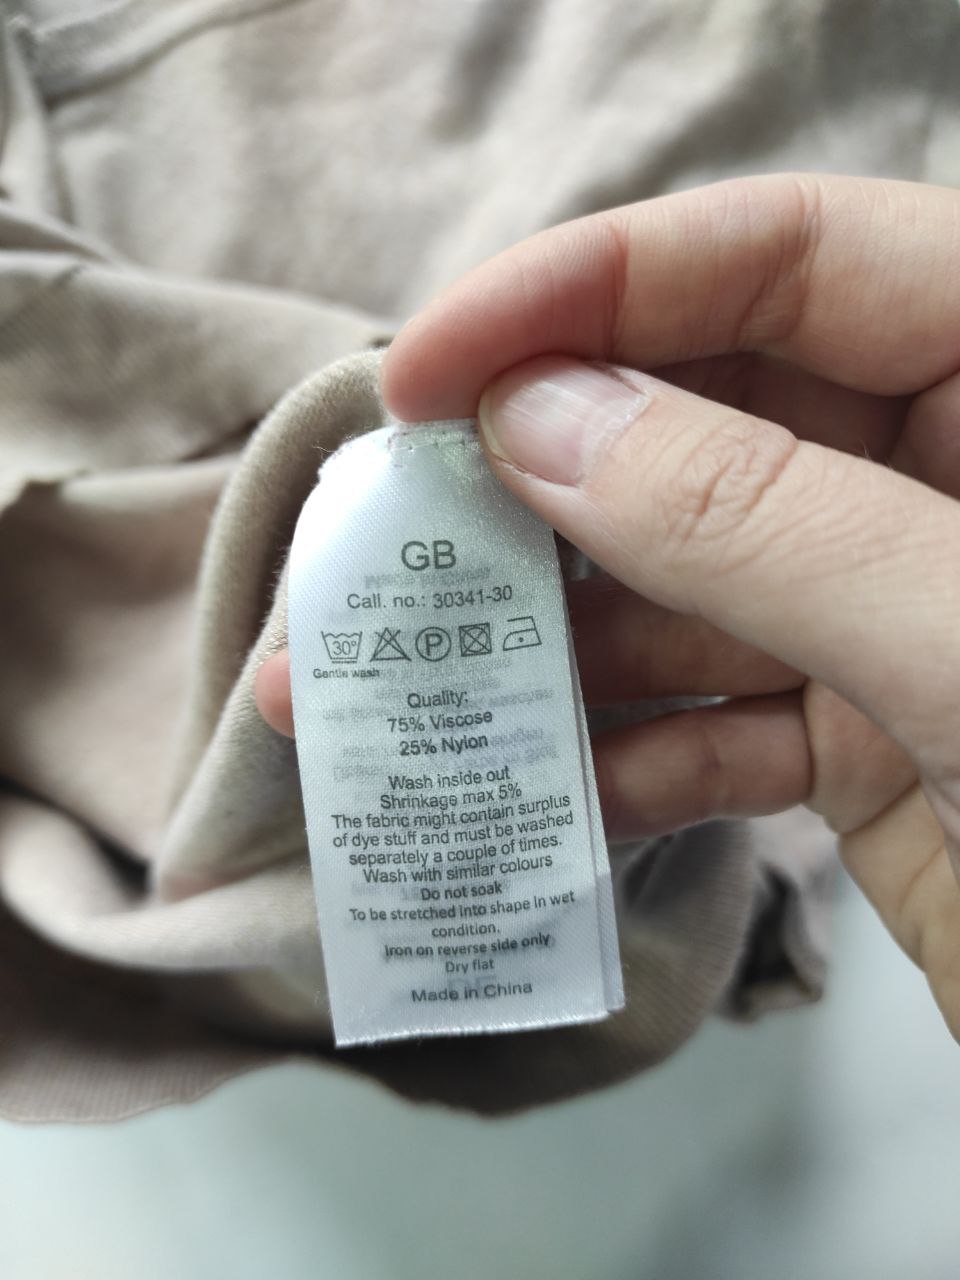 GB
Call. no.: 30341-30
30°
P
Gentle wash
Quality:
75% Viscose
25% Nylon
Wash inside out
Shrinkage max 5%
The fabric might contain surplus
of dye stuff and must be washed
separately a couple of times.
Wash with similar colours
Do not soak
To be stretched into shape in wet
condition.
Iron on reverse side only
Dry flat
Made in China